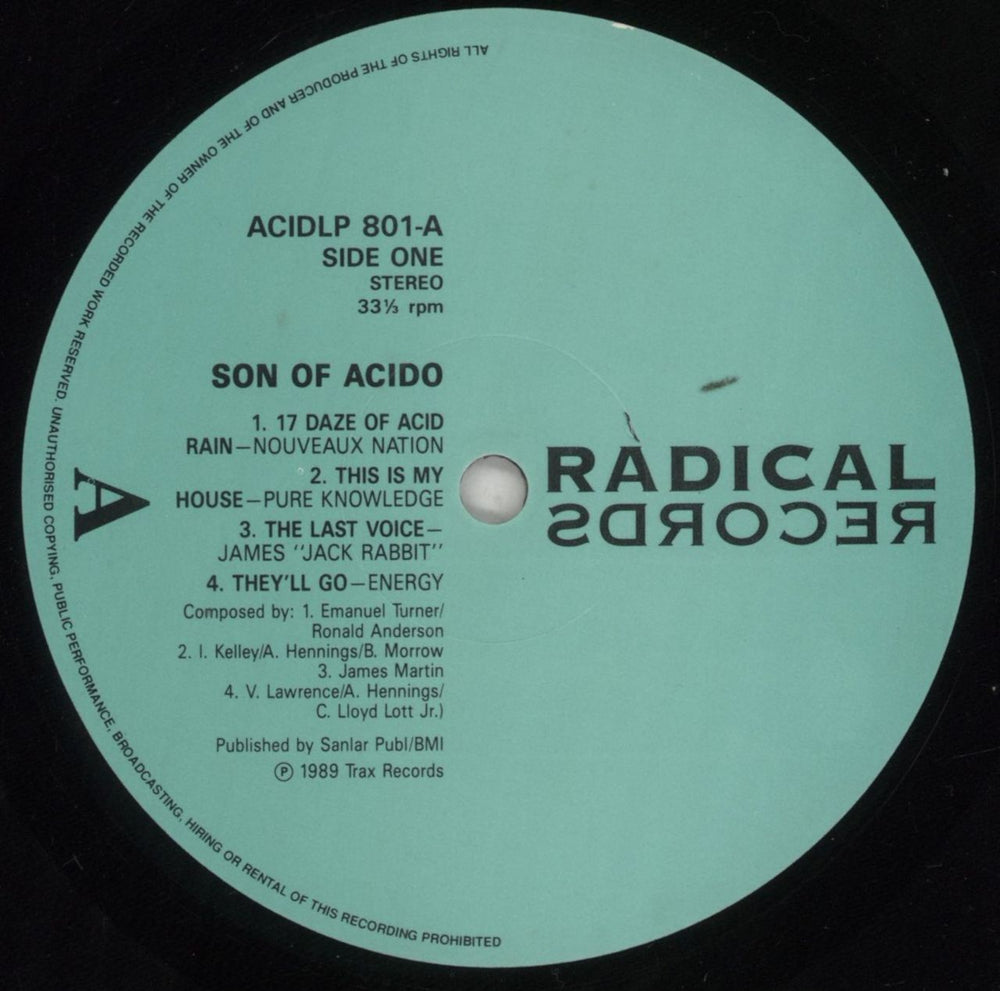 ALL RIGHTS OF THE PRODUCER AND OF THE OWNER OF THE RECORDED WORK RESERVED. UNAUTHORISED COPYING, PUBLIC PERFORMANCE, BROADCASTING, HIRING OR RENTAL OF THIS RECORDING PROHIBITED
ACIDLP 801-A
SIDE ONE
STEREO
33⅓ rpm
SON OF ACIDO
1. 17 DAZE OF ACID
RAIN—NOUVEAUX NATION
2. THIS IS MY
HOUSE—PURE KNOWLEDGE
3. THE LAST VOICE—
JAMES "JACK RABBIT"
4. THEY'LL GO—ENERGY
Composed by: 1. Emanuel Turner/
Ronald Anderson
2. I. Kelley/A. Hennings/B. Morrow
3. James Martin
4. V. Lawrence/A. Hennings/
C. Lloyd Lott Jr.)
Published by Sanlar Publ/BMI
℗ 1989 Trax Records
A
RADICAL
RECORDS